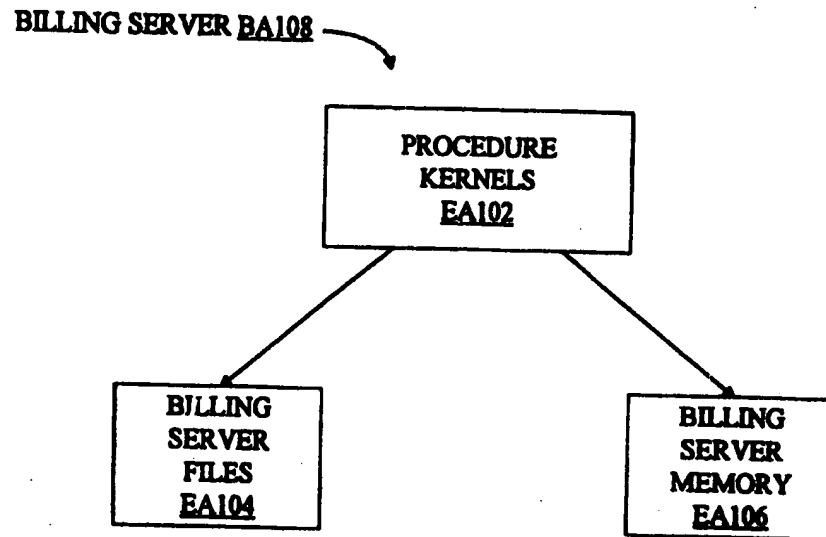 BILLING SERVER BA108
PROCEDURE
KERNELS
EA102
BILLING
SERVER
FILES
EA104
BILLING
SERVER
MEMORY
EA106